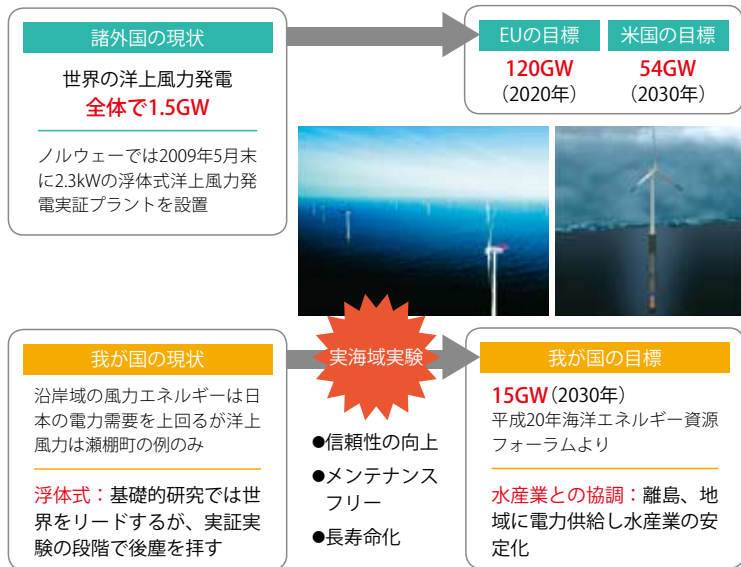 諸外国の現状
世界の洋上風力発電
全体で1.5GW
ノルウェーでは2009年5月末
に2.3kWの浮体式洋上風力発
電実証プラントを設置
EUの目標
120GW
（2020年）
米国の目標
54GW
（2030年）
我が国の現状
沿岸域の風力エネルギーは日
本の電力需要を上回るが洋上
風力は瀬棚町の例のみ
浮体式：基礎的研究では世
界をリードするが、実証実
験の段階で後塵を拝す
実海域実験
●信頼性の向上
●メンテナンス
フリー
●長寿命化
我が国の目標
15GW（2030年）
平成20年海洋エネルギー資源
フォーラムより
水産業との協調：離島、地
域に電力供給し水産業の安
定化